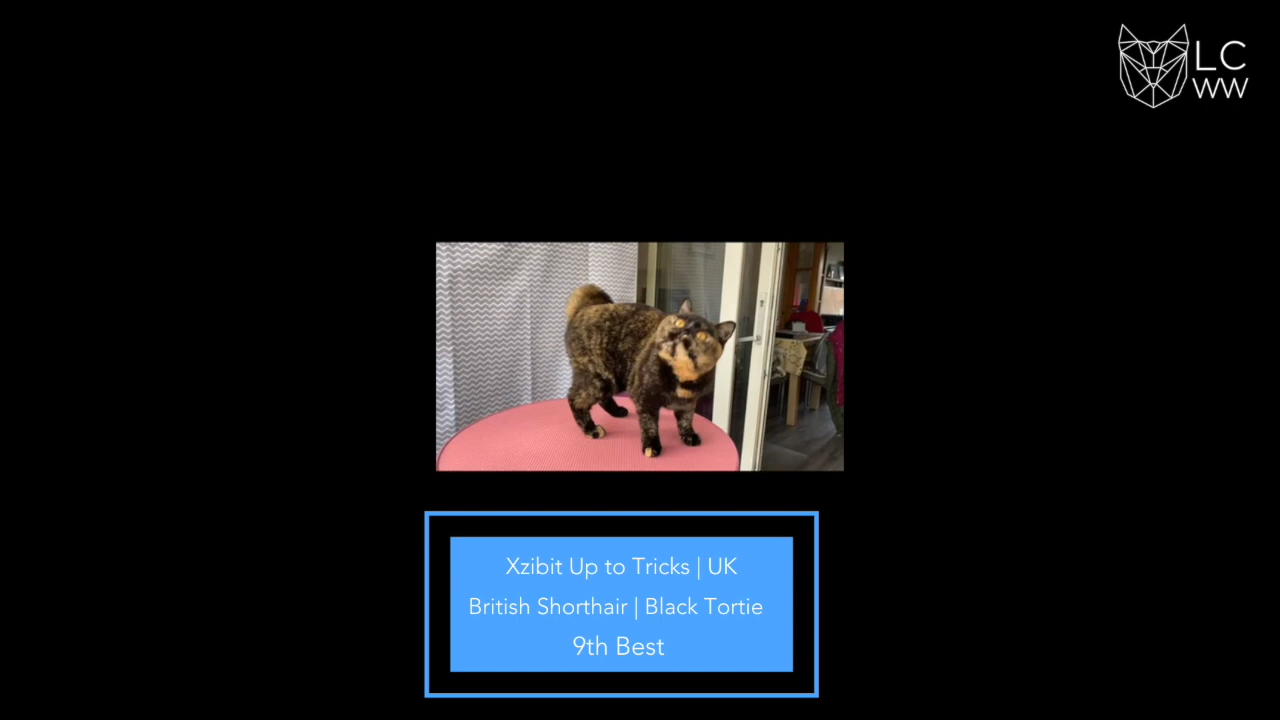 LC
WW
Xzibit Up to Tricks | UK
British Shorthair | Black Tortie
9th Best